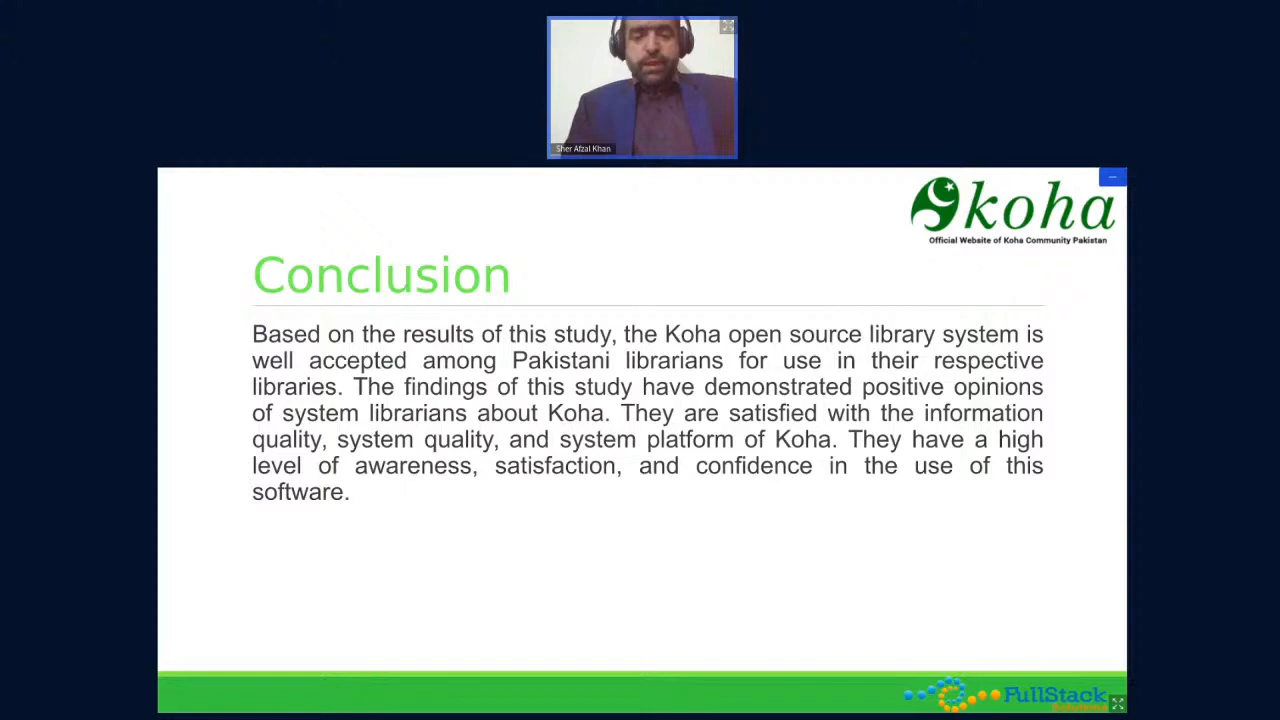 Sher Afzal Khan
koha
Official Website of Koha Community Pakistan
Conclusion
Based on the results of this study, the Koha open source library system is
well accepted among Pakistani librarians for use in their respective
libraries. The findings of this study have demonstrated positive opinions
of system librarians about Koha. They are satisfied with the information
quality, system quality, and system platform of Koha. They have a high
level of awareness, satisfaction, and confidence in the use of this
software.
FullStack
Solutions